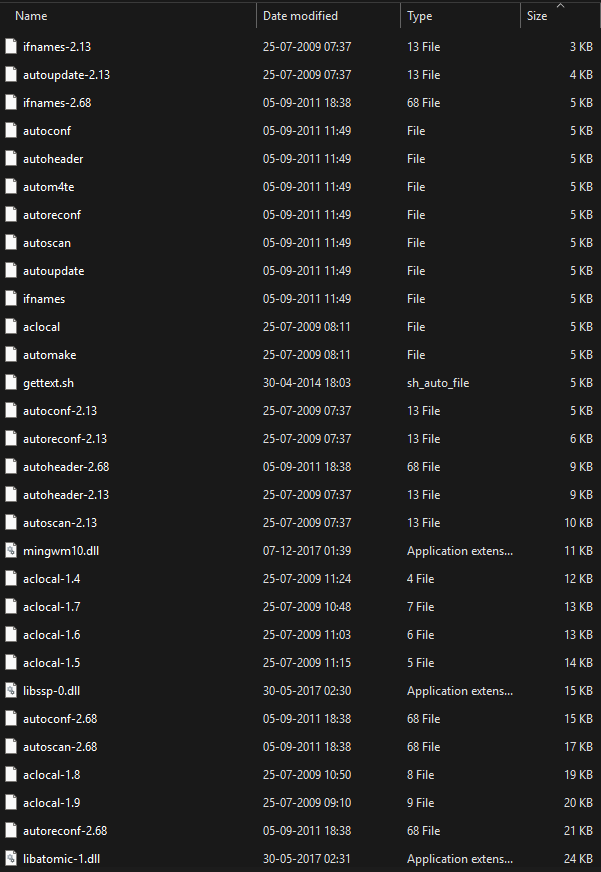 Name Date modified Type Size
ifnames-2.13 25-07-2009 07:37 13 File 3 KB
autoupdate-2.13 25-07-2009 07:37 13 File 4 KB
ifnames-2.68 05-09-2011 18:38 68 File 5 KB
autoconf 05-09-2011 11:49 File 5 KB
autoheader 05-09-2011 11:49 File 5 KB
autom4te 05-09-2011 11:49 File 5 KB
autoreconf 05-09-2011 11:49 File 5 KB
autoscan 05-09-2011 11:49 File 5 KB
autoupdate 05-09-2011 11:49 File 5 KB
ifnames 05-09-2011 11:49 File 5 KB
aclocal 25-07-2009 08:11 File 5 KB
automake 25-07-2009 08:11 File 5 KB
gettext.sh 30-04-2014 18:03 sh_auto_file 5 KB
autoconf-2.13 25-07-2009 07:37 13 File 5 KB
autoreconf-2.13 25-07-2009 07:37 13 File 6 KB
autoheader-2.68 05-09-2011 18:38 68 File 9 KB
autoheader-2.13 25-07-2009 07:37 13 File 9 KB
autoscan-2.13 25-07-2009 07:37 13 File 10 KB
mingwm10.dll 07-12-2017 01:39 Application extens... 11 KB
aclocal-1.4 25-07-2009 11:24 4 File 12 KB
aclocal-1.7 25-07-2009 10:48 7 File 13 KB
aclocal-1.6 25-07-2009 11:03 6 File 13 KB
aclocal-1.5 25-07-2009 11:15 5 File 14 KB
libssp-0.dll 30-05-2017 02:30 Application extens... 15 KB
autoconf-2.68 05-09-2011 18:38 68 File 15 KB
autoscan-2.68 05-09-2011 18:38 68 File 17 KB
aclocal-1.8 25-07-2009 10:50 8 File 19 KB
aclocal-1.9 25-07-2009 09:10 9 File 20 KB
autoreconf-2.68 05-09-2011 18:38 68 File 21 KB
libatomic-1.dll 30-05-2017 02:31 Application extens... 24 KB